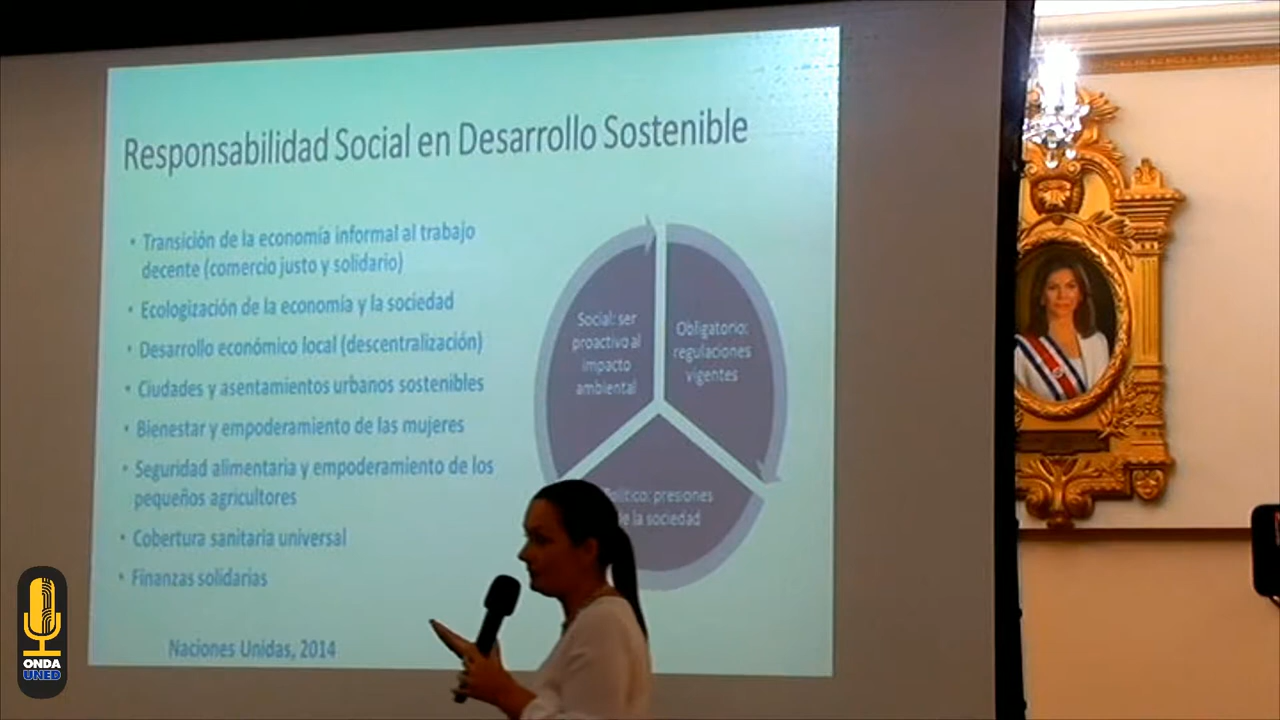 Responsabilidad Social en Desarrollo Sostenible
• Transición de la economía informal al trabajo
decente (comercio justo y solidario)
• Ecologización de la economía y la sociedad
• Desarrollo económico local (descentralización)
• Ciudades y asentamientos urbanos sostenibles
• Bienestar y empoderamiento de las mujeres
• Seguridad alimentaria y empoderamiento de los
pequeños agricultores
• Cobertura sanitaria universal
• Finanzas solidarias
Naciones Unidas, 2014
Social: ser
proactivo al
impacto
ambiental
Obligatorio:
regulaciones
vigentes
Político: presiones
de la sociedad
ONDA
UNED